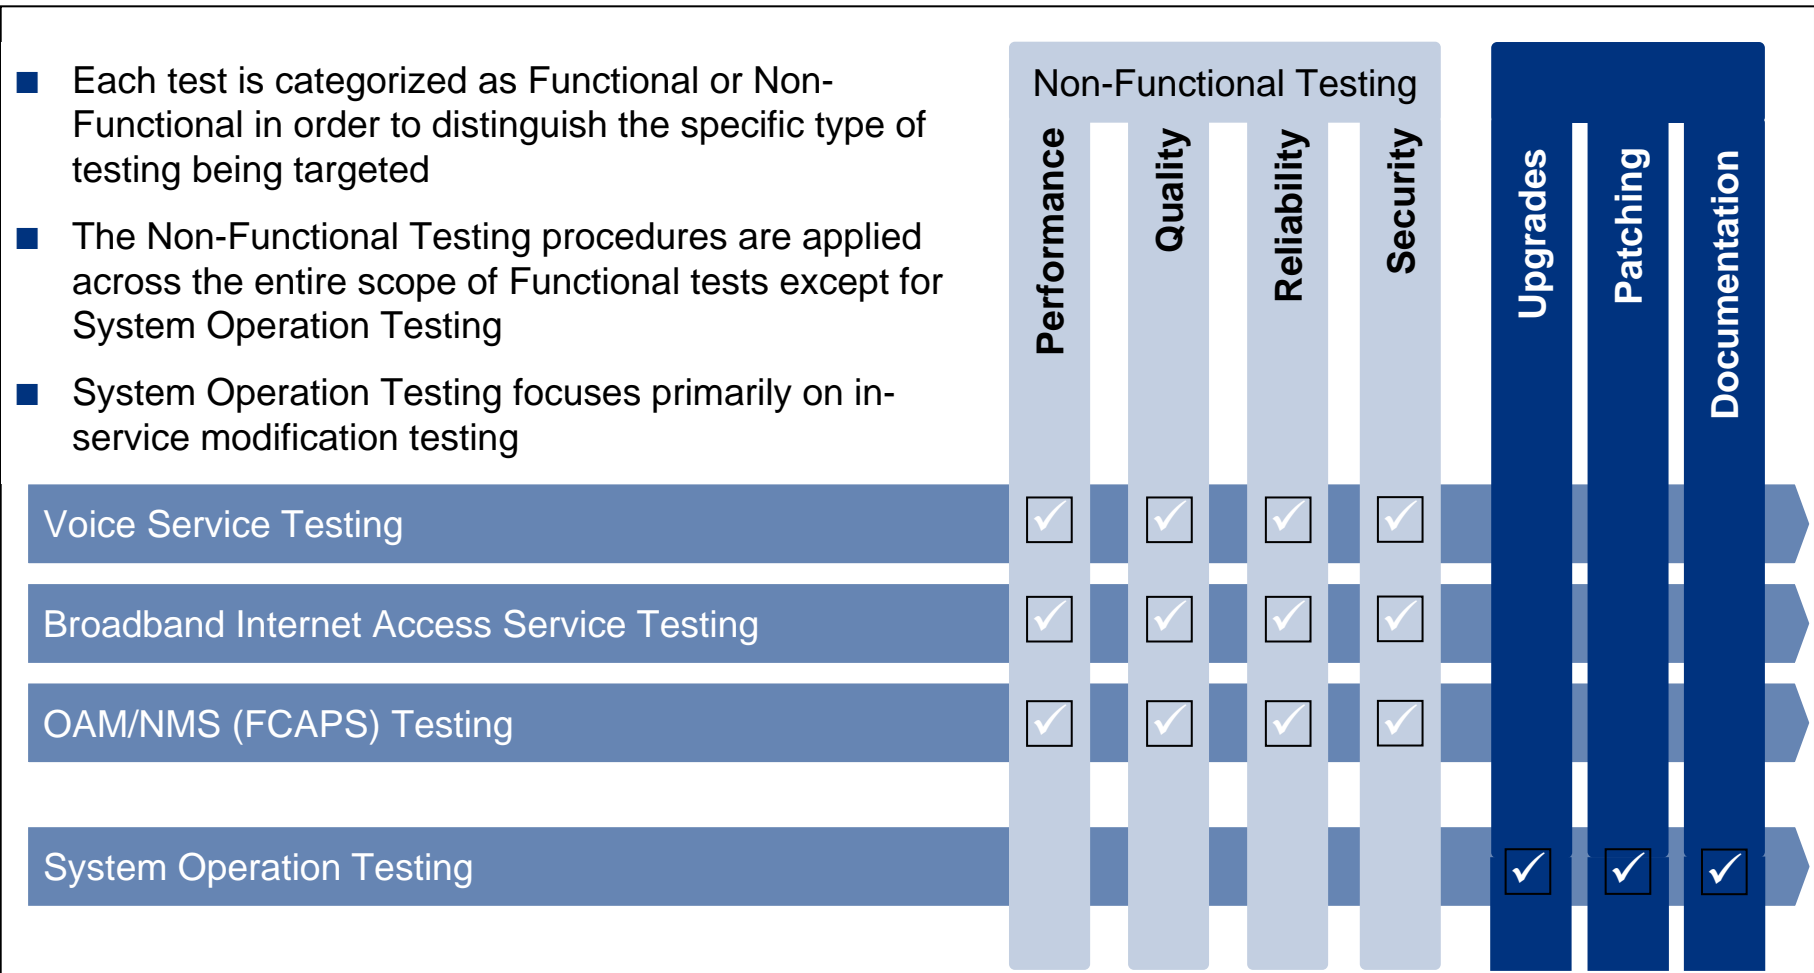 Each test is categorized as Functional or Non-
Functional in order to distinguish the specific type of
testing being targeted
The Non-Functional Testing procedures are applied
across the entire scope of Functional tests except for
System Operation Testing
System Operation Testing focuses primarily on in-
service modification testing
Non-Functional Testing
Performance
Quality
Reliability
Security
Upgrades
Patching
Documentation
Voice Service Testing
Broadband Internet Access Service Testing
OAM/NMS (FCAPS) Testing
System Operation Testing